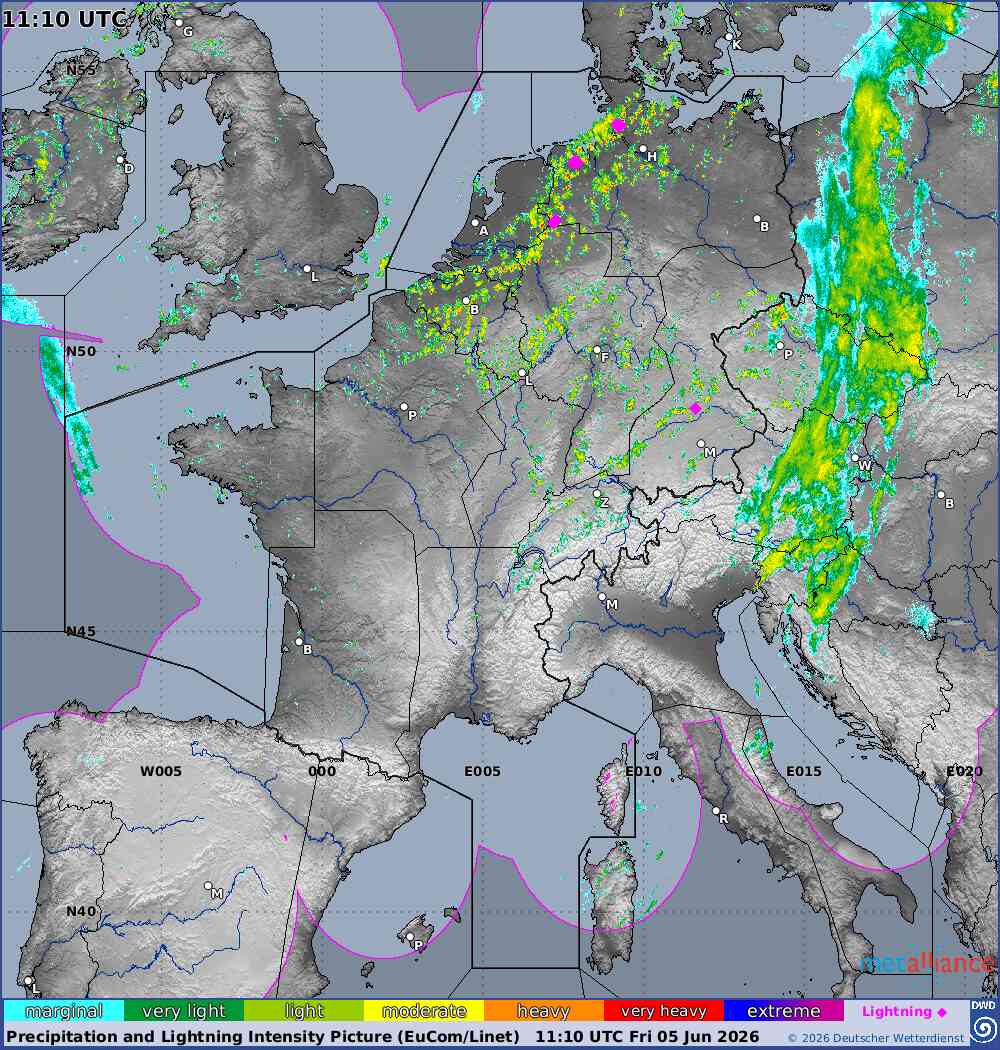 11:10 UTC
G
K
N55
D
H
A
B
L
B
N50
F
P
L
P
M
W
Z
B
M
N45
B
W005
000
E005
E010
E015
E020
R
M
N40
P
L
metalliance
marginal very light light moderate heavy very heavy extreme Lightning ◆
DWD
Precipitation and Lightning Intensity Picture (EuCom/Linet) 11:10 UTC Fri 05 Jun 2026 © 2026 Deutscher Wetterdienst